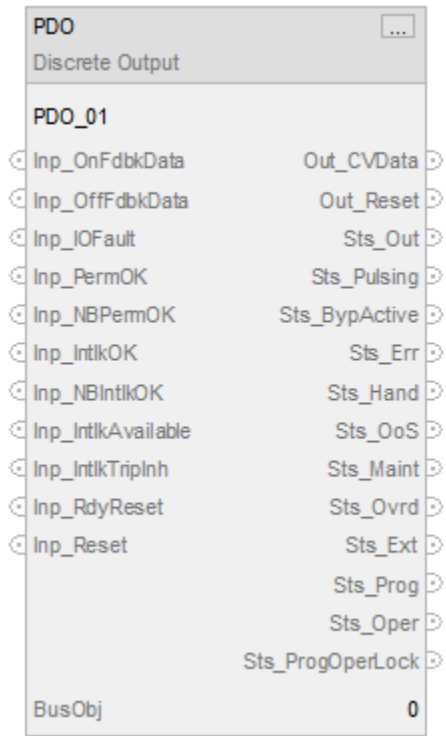 PDO ...
Discrete Output
PDO_01
Inp_OnFdbkData Out_CVData
Inp_OffFdbkData Out_Reset
Inp_IOFault Sts_Out
Inp_PermOK Sts_Pulsing
Inp_NBPermOK Sts_BypActive
Inp_IntlkOK Sts_Err
Inp_NBIntlkOK Sts_Hand
Inp_IntlkAvailable Sts_OoS
Inp_IntlkTripInh Sts_Maint
Inp_RdyReset Sts_Ovrd
Inp_Reset Sts_Ext
Sts_Prog
Sts_Oper
Sts_ProgOperLock
BusObj 0